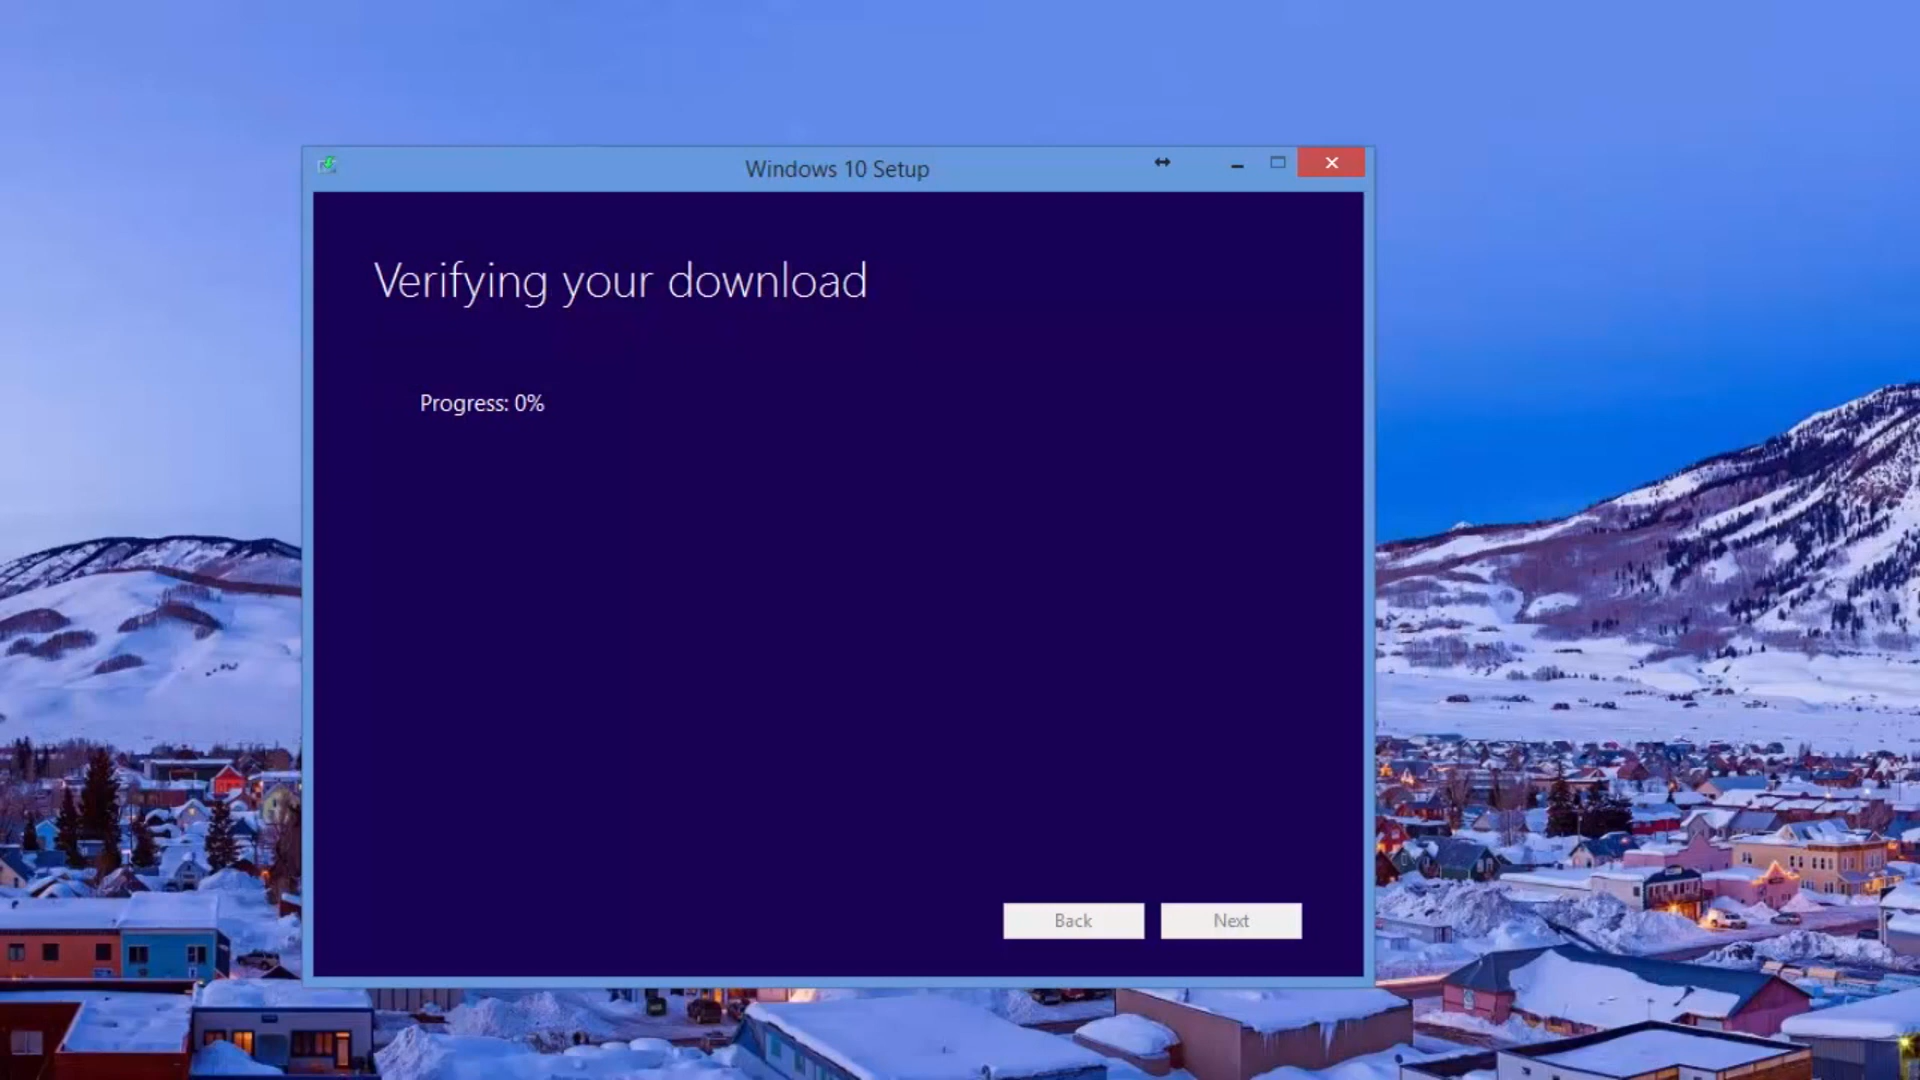 Windows 10 Setup
Verifying your download
Progress: 0%
Back
Next